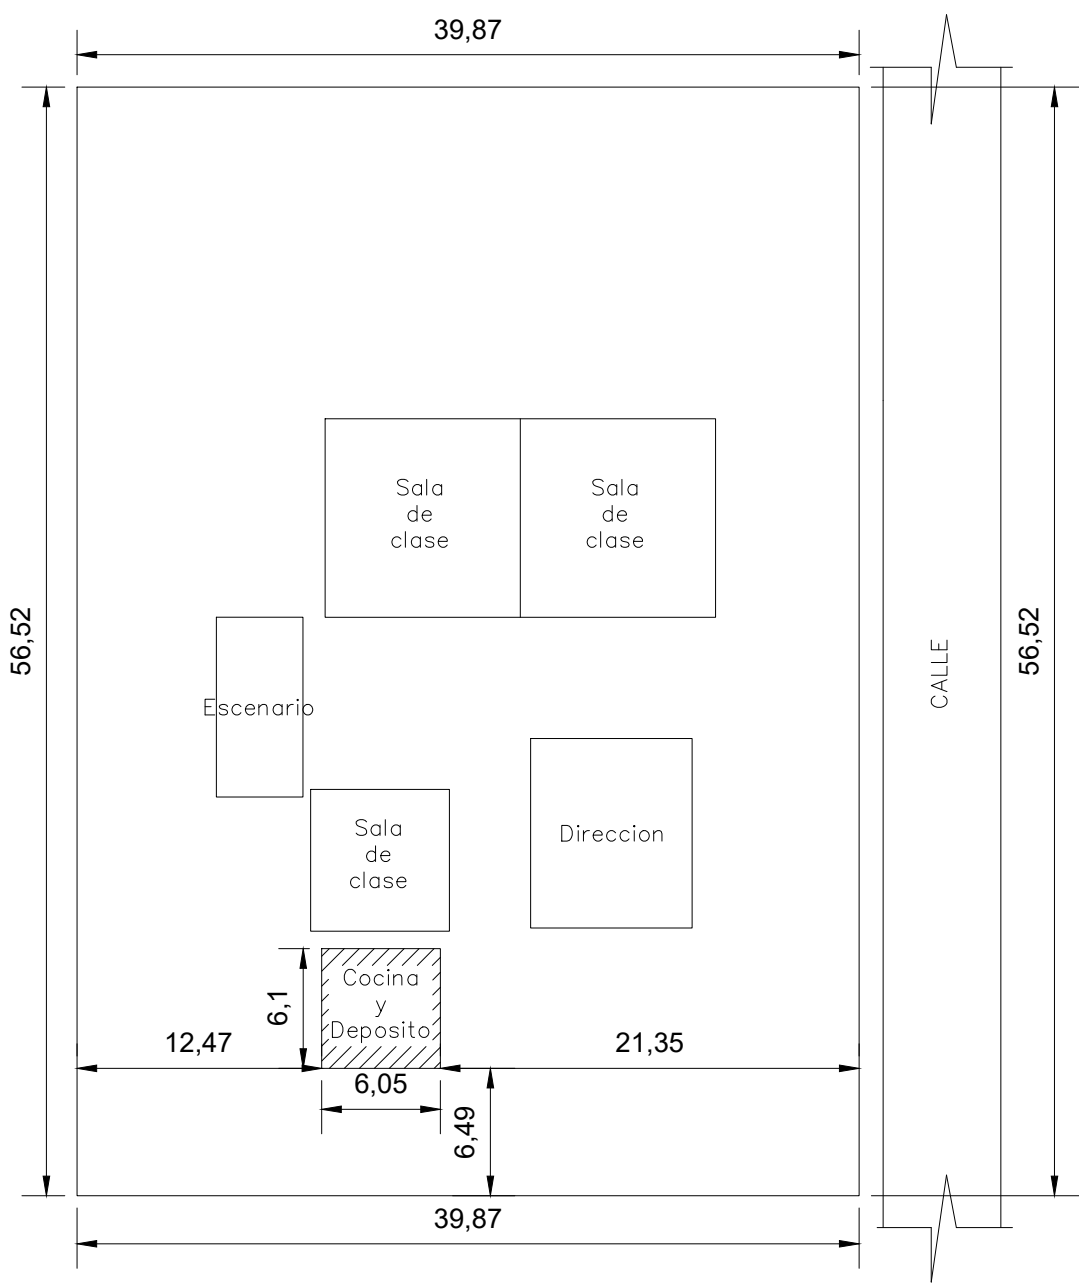 39,87
Sala
de
clase
Sala
de
clase
56,52
56,52
CALLE
Escenario
Sala
de
clase
Direccion
Cocina
y
Deposito
6,1
12,47
21,35
6,05
6,49
39,87